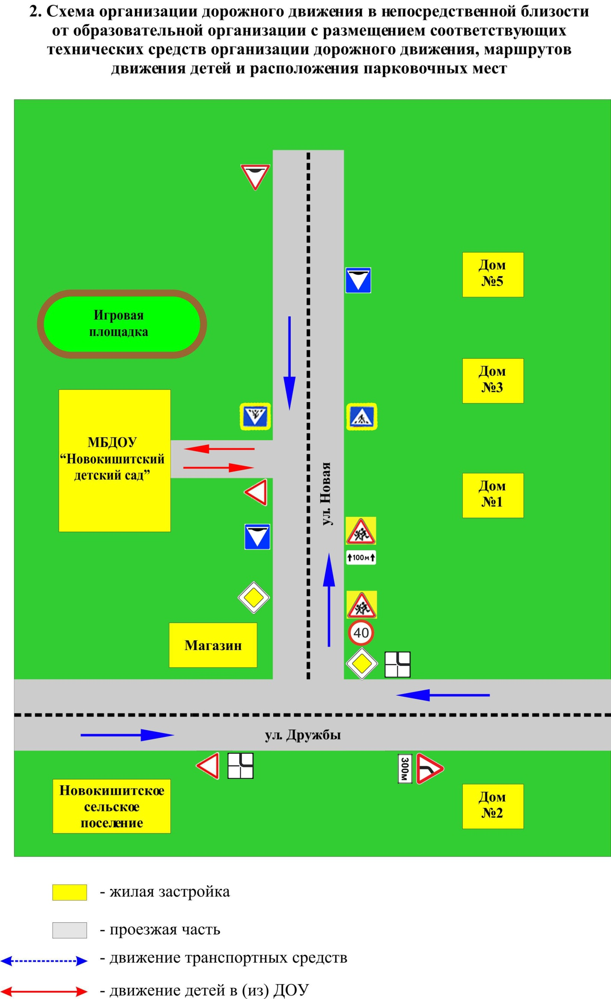 2. Схема организации дорожного движения в непосредственной близости
от образовательной организации с размещением соответствующих
технических средств организации дорожного движения, маршрутов
движения детей и расположения парковочных мест
Дом
№5
Игровая
площадка
Дом
№3
МБДОУ
“Новокишитский
детский сад”
ул. Новая
Дом
№1
100м
40
Магазин
ул. Дружбы
300м
Новокишитское
сельское
поселение
Дом
№2
- жилая застройка
- проезжая часть
- движение транспортных средств
- движение детей в (из) ДОУ